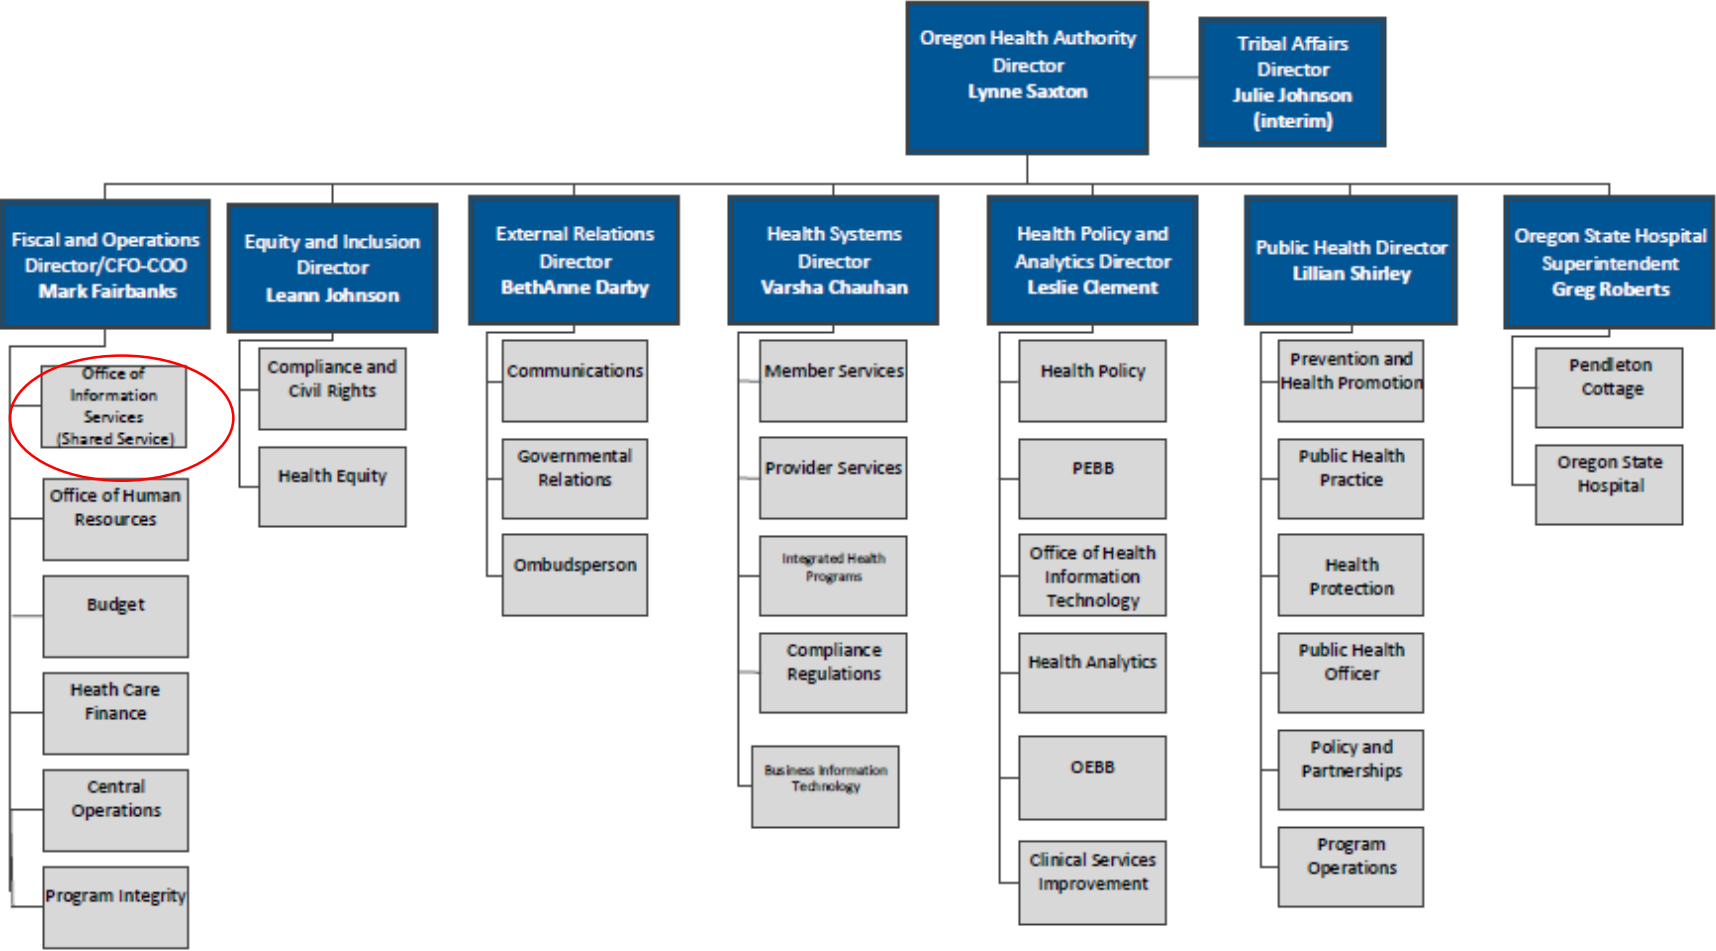 Oregon Health Authority
Director
Lynne Saxton
Tribal Affairs
Director
Julie Johnson
(interim)
Fiscal and Operations
Director/CFO-COO
Mark Fairbanks
Equity and Inclusion
Director
Leann Johnson
External Relations
Director
BethAnne Darby
Health Systems
Director
Varsha Chauhan
Health Policy and
Analytics Director
Leslie Clement
Public Health Director
Lillian Shirley
Oregon State Hospital
Superintendent
Greg Roberts
Office of
Information
Services
(Shared Service)
Office of Human
Resources
Budget
Heath Care
Finance
Central
Operations
Program Integrity
Compliance and
Civil Rights
Health Equity
Communications
Governmental
Relations
Ombudsperson
Member Services
Provider Services
Integrated Health
Programs
Compliance
Regulations
Business Information
Technology
Health Policy
PEBB
Office of Health
Information
Technology
Health Analytics
OEBB
Clinical Services
Improvement
Prevention and
Health Promotion
Public Health
Practice
Health
Protection
Public Health
Officer
Policy and
Partnerships
Program
Operations
Pendleton
Cottage
Oregon State
Hospital